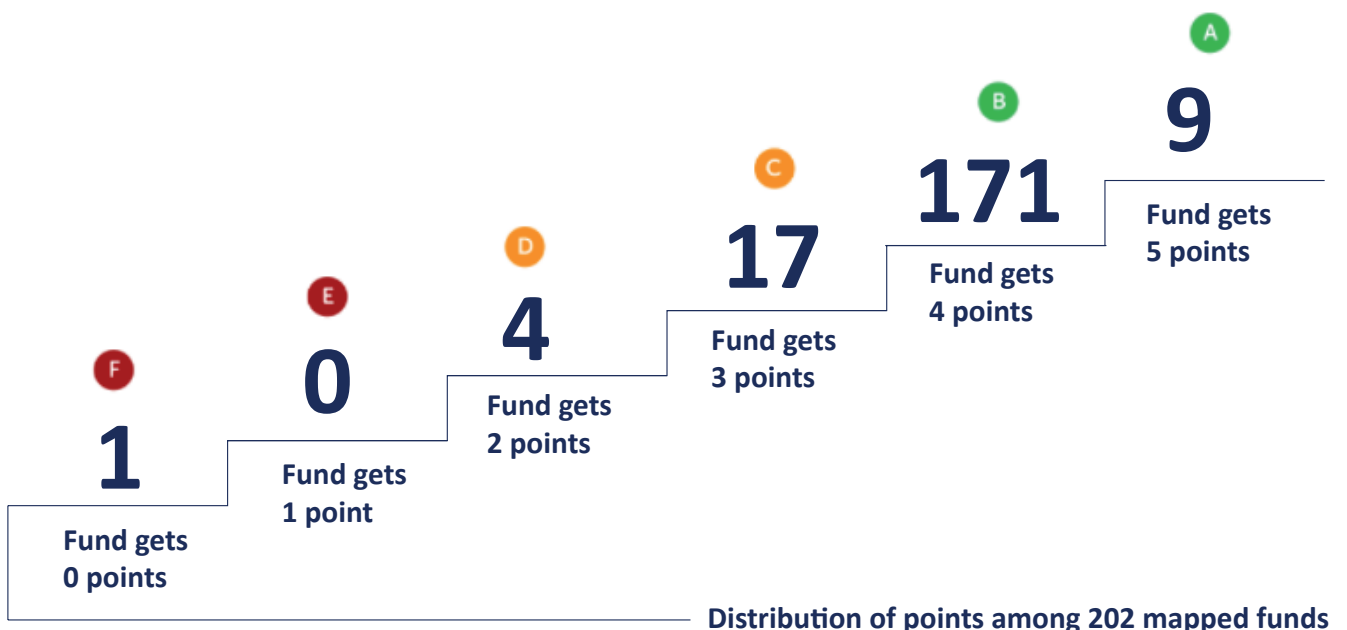 A
9
Fund gets
5 points
B
171
Fund gets
4 points
C
17
Fund gets
3 points
D
4
Fund gets
2 points
E
0
Fund gets
1 point
F
1
Fund gets
0 points
Distribution of points among 202 mapped funds